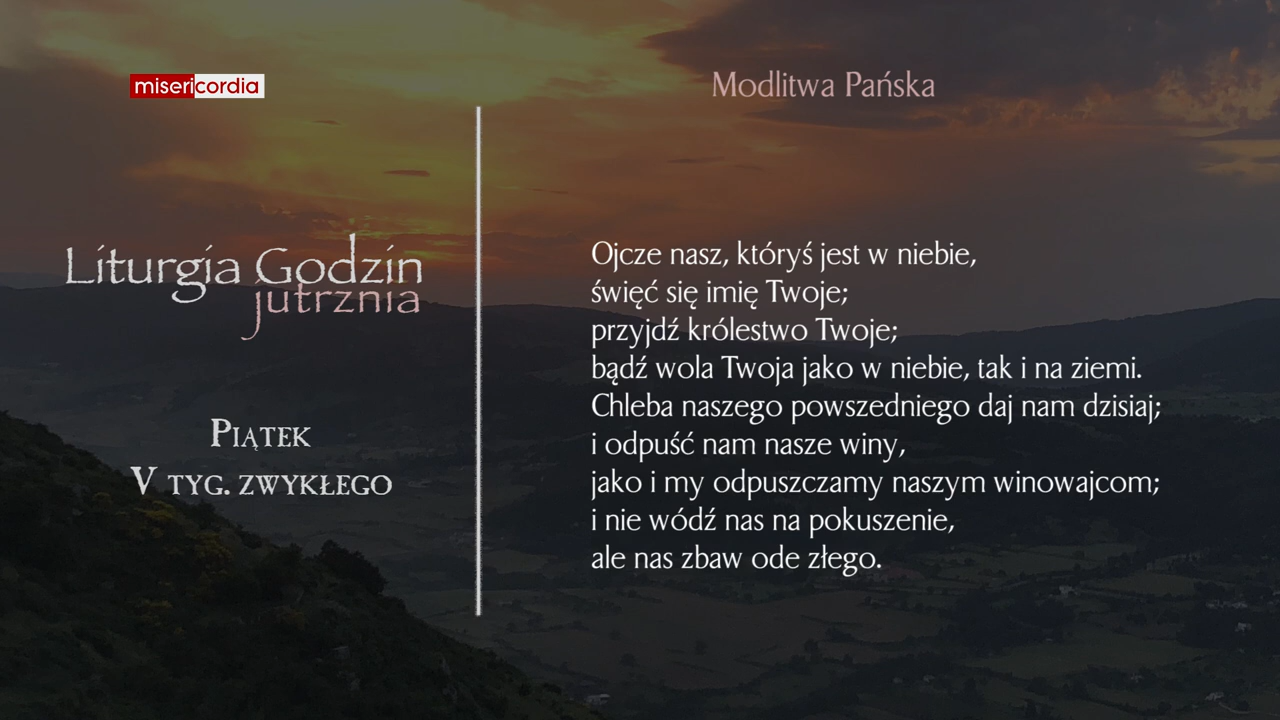 misericordia
Liturgia Godzin
jutrznia
Piątek
V tyg. zwykłego
Modlitwa Pańska
Ojcze nasz, któryś jest w niebie,
święć się imię Twoje;
przyjdź królestwo Twoje;
bądź wola Twoja jako w niebie, tak i na ziemi.
Chleba naszego powszedniego daj nam dzisiaj;
i odpuść nam nasze winy,
jako i my odpuszczamy naszym winowajcom;
i nie wódź nas na pokuszenie,
ale nas zbaw ode złego.